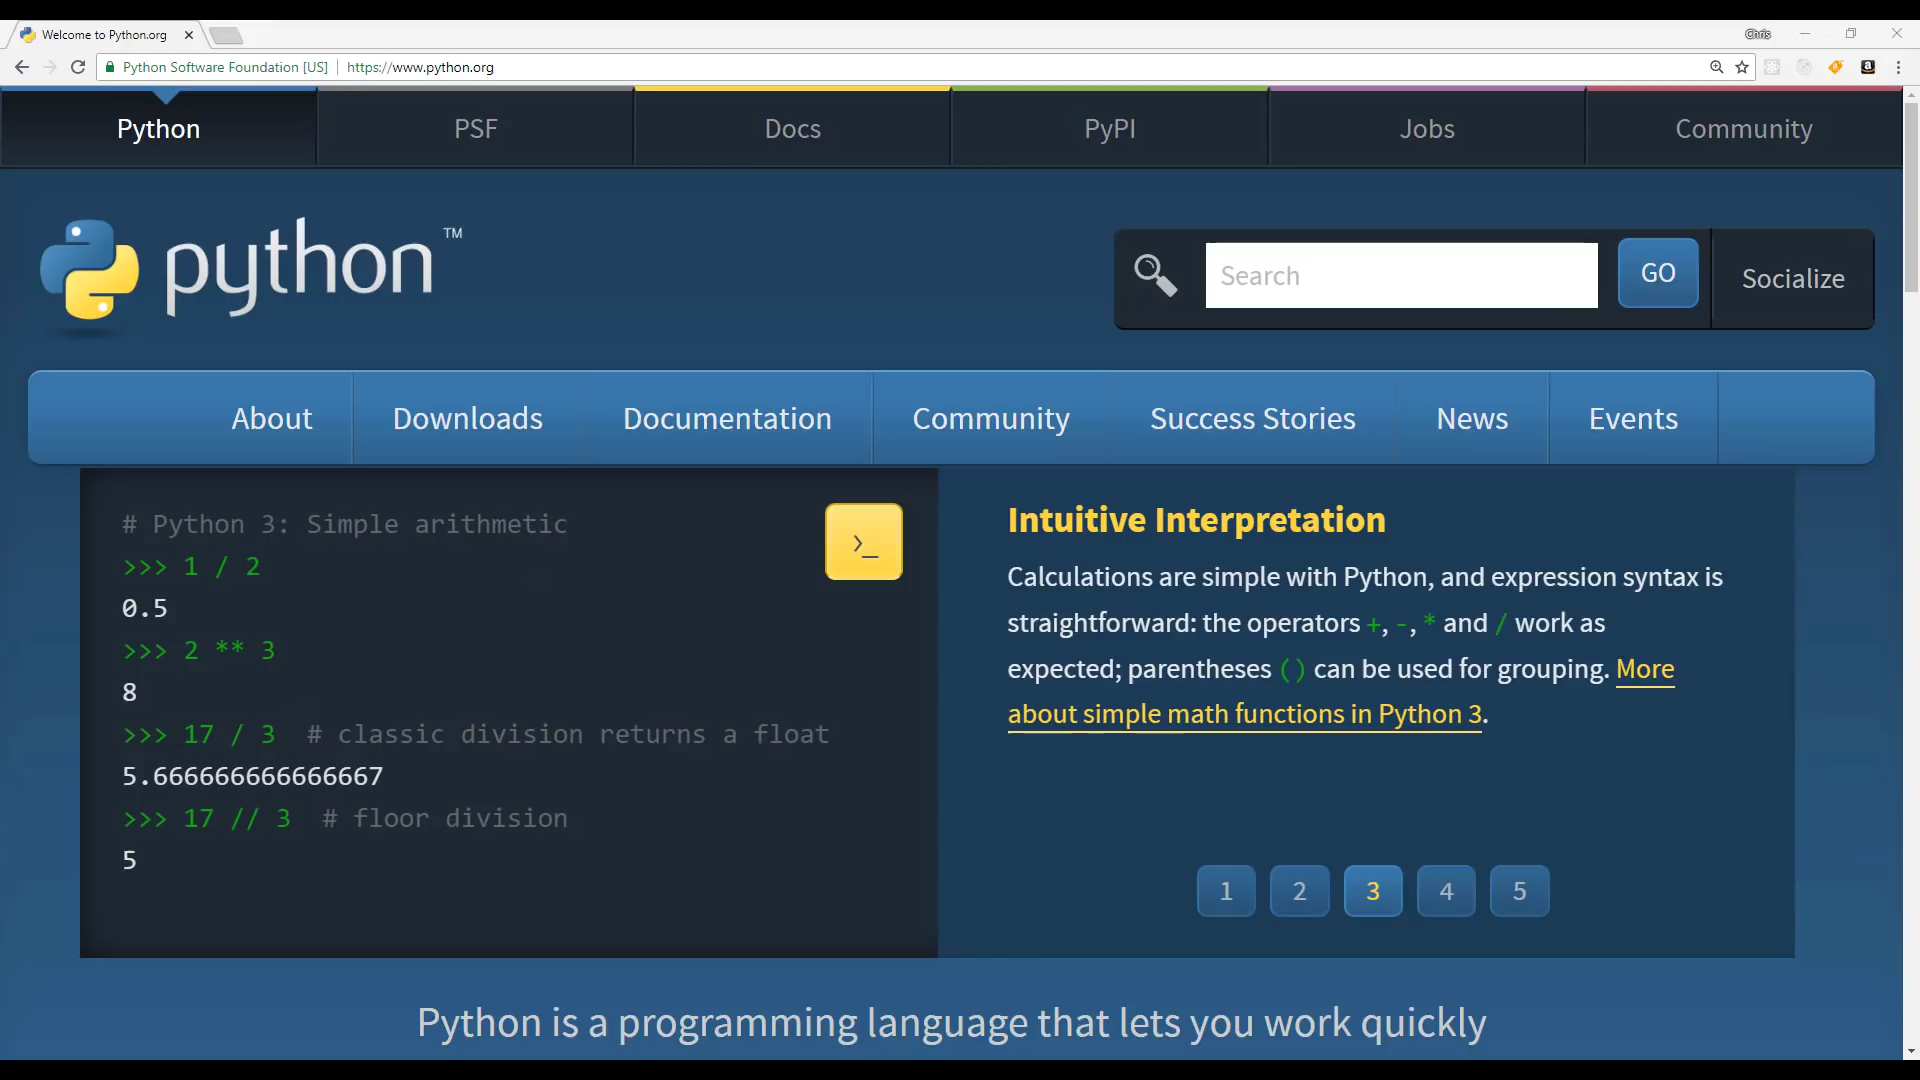 Welcome to Python.org
Chris
Python Software Foundation [US] https://www.python.org
Python PSF Docs PyPI Jobs Community
python TM
Search GO Socialize
About Downloads Documentation Community Success Stories News Events
# Python 3: Simple arithmetic
>>> 1 / 2
0.5
>>> 2 ** 3
8
>>> 17 / 3 # classic division returns a float
5.666666666666667
>>> 17 // 3 # floor division
5
>_
Intuitive Interpretation
Calculations are simple with Python, and expression syntax is
straightforward: the operators +, -, * and / work as
expected; parentheses () can be used for grouping. More
about simple math functions in Python 3.
1 2 3 4 5
Python is a programming language that lets you work quickly